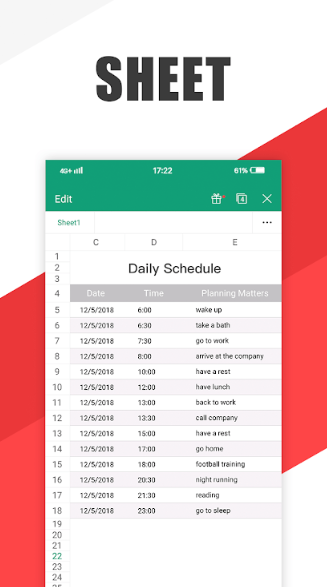 SHEET
4G+ 17:22 61%
Edit 4
Sheet1 ...
C D E
1
2 Daily Schedule
3
4 Date Time Planning Matters
5 12/5/2018 6:00 wake up
6 12/5/2018 6:30 take a bath
7 12/5/2018 7:30 go to work
8 12/5/2018 8:00 arrive at the company
9 12/5/2018 10:00 have a rest
10 12/5/2018 12:00 have lunch
11 12/5/2018 13:00 back to work
12 12/5/2018 13:30 call company
13 12/5/2018 15:00 have a rest
14 12/5/2018 17:00 go home
15 12/5/2018 18:00 football training
16 12/5/2018 20:30 night running
17 12/5/2018 21:30 reading
18 12/5/2018 23:00 go to sleep
19
20
21
22
23
24
25